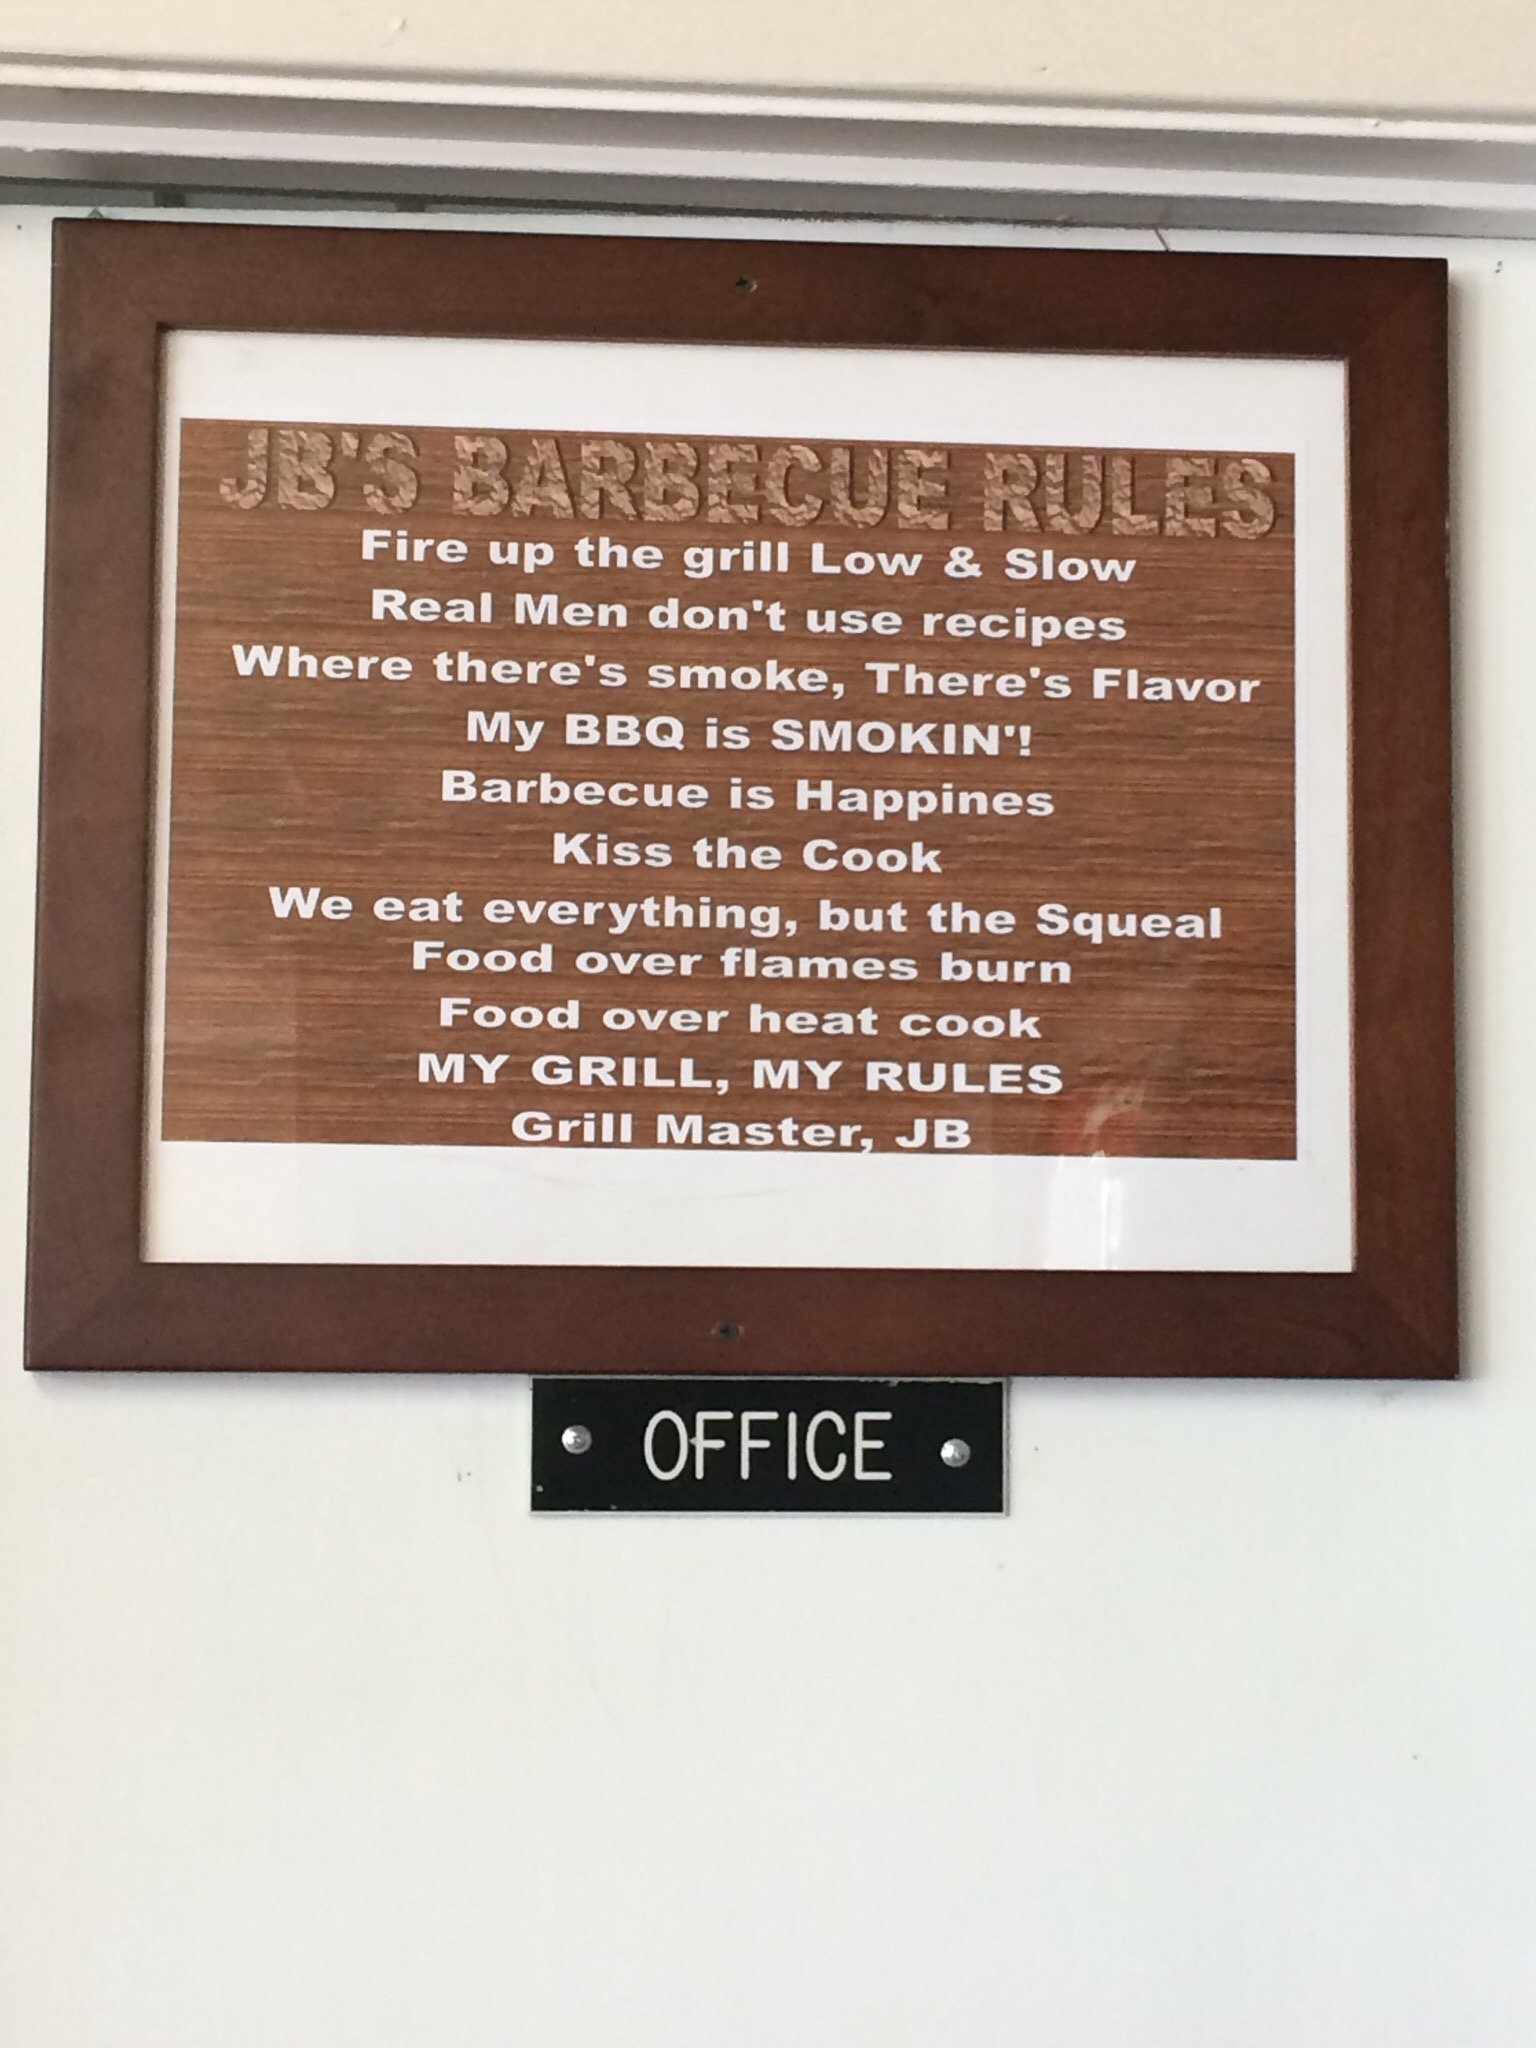 JB'S BARBECUE RULES
Fire up the grill Low & Slow
Real Men don't use recipes
Where there's smoke, There's Flavor
My BBQ is SMOKIN'!
Barbecue is Happines
Kiss the Cook
We eat everything, but the Squeal
Food over flames burn
Food over heat cook
MY GRILL, MY RULES
Grill Master, JB
OFFICE